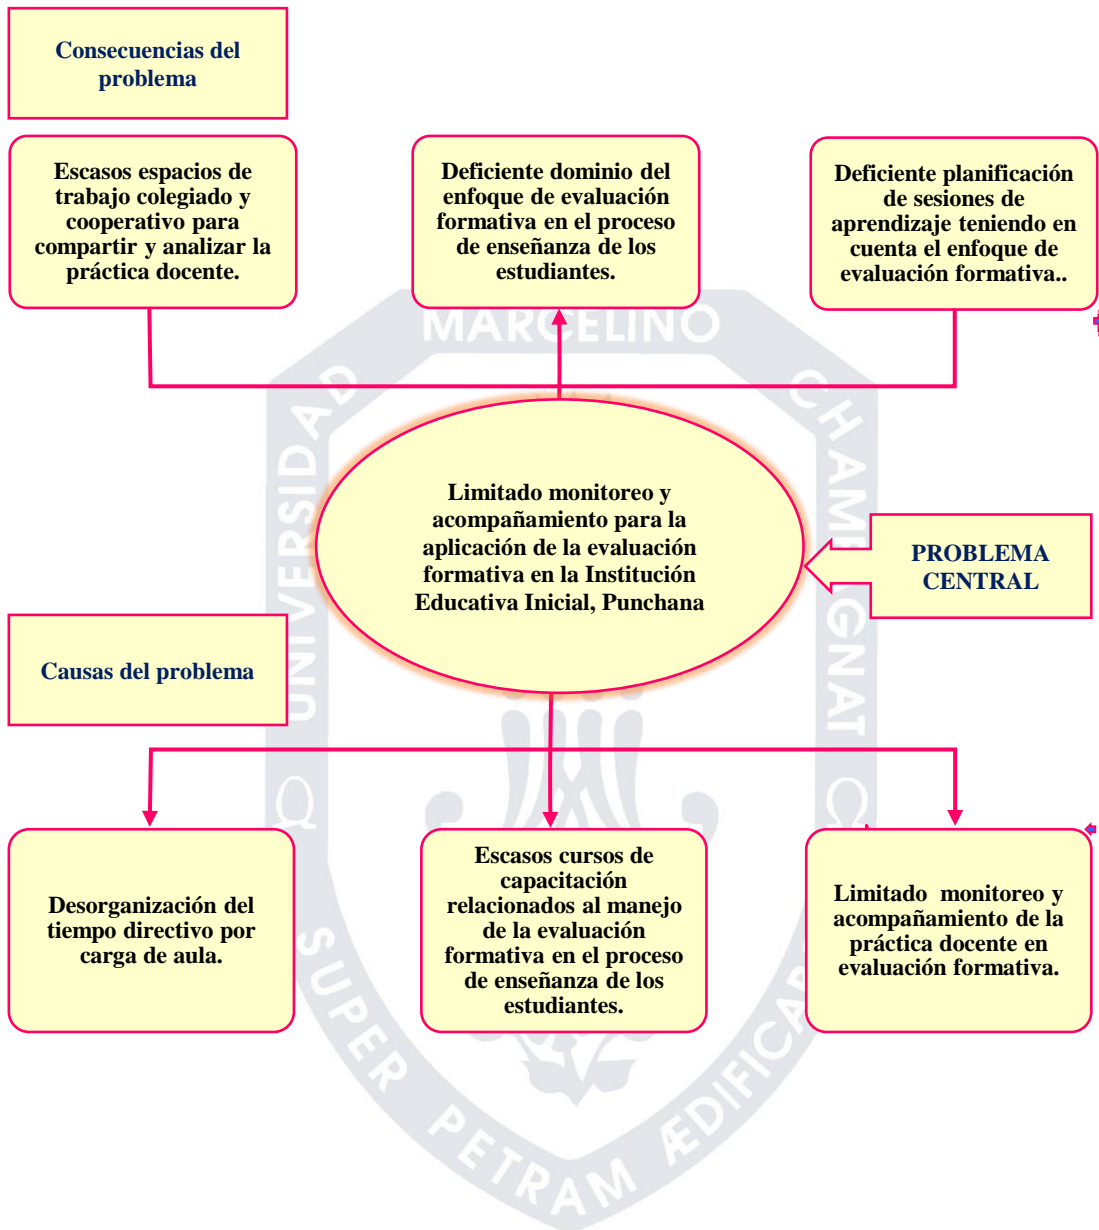 Consecuencias del
problema
Escasos espacios de
trabajo colegiado y
cooperativo para
compartir y analizar la
práctica docente.
Deficiente dominio del
enfoque de evaluación
formativa en el proceso
de enseñanza de los
estudiantes.
Deficiente planificación
de sesiones de
aprendizaje teniendo en
cuenta el enfoque de
evaluación formativa..
Limitado monitoreo y
acompañamiento para la
aplicación de la evaluación
formativa en la Institución
Educativa Inicial, Punchana
PROBLEMA
CENTRAL
Causas del problema
Desorganización del
tiempo directivo por
carga de aula.
Escasos cursos de
capacitación
relacionados al manejo
de la evaluación
formativa en el proceso
de enseñanza de los
estudiantes.
Limitado  monitoreo y
acompañamiento de la
práctica docente en
evaluación formativa.
UNIVERSIDAD
MARCELINO
SUPER PETRAM